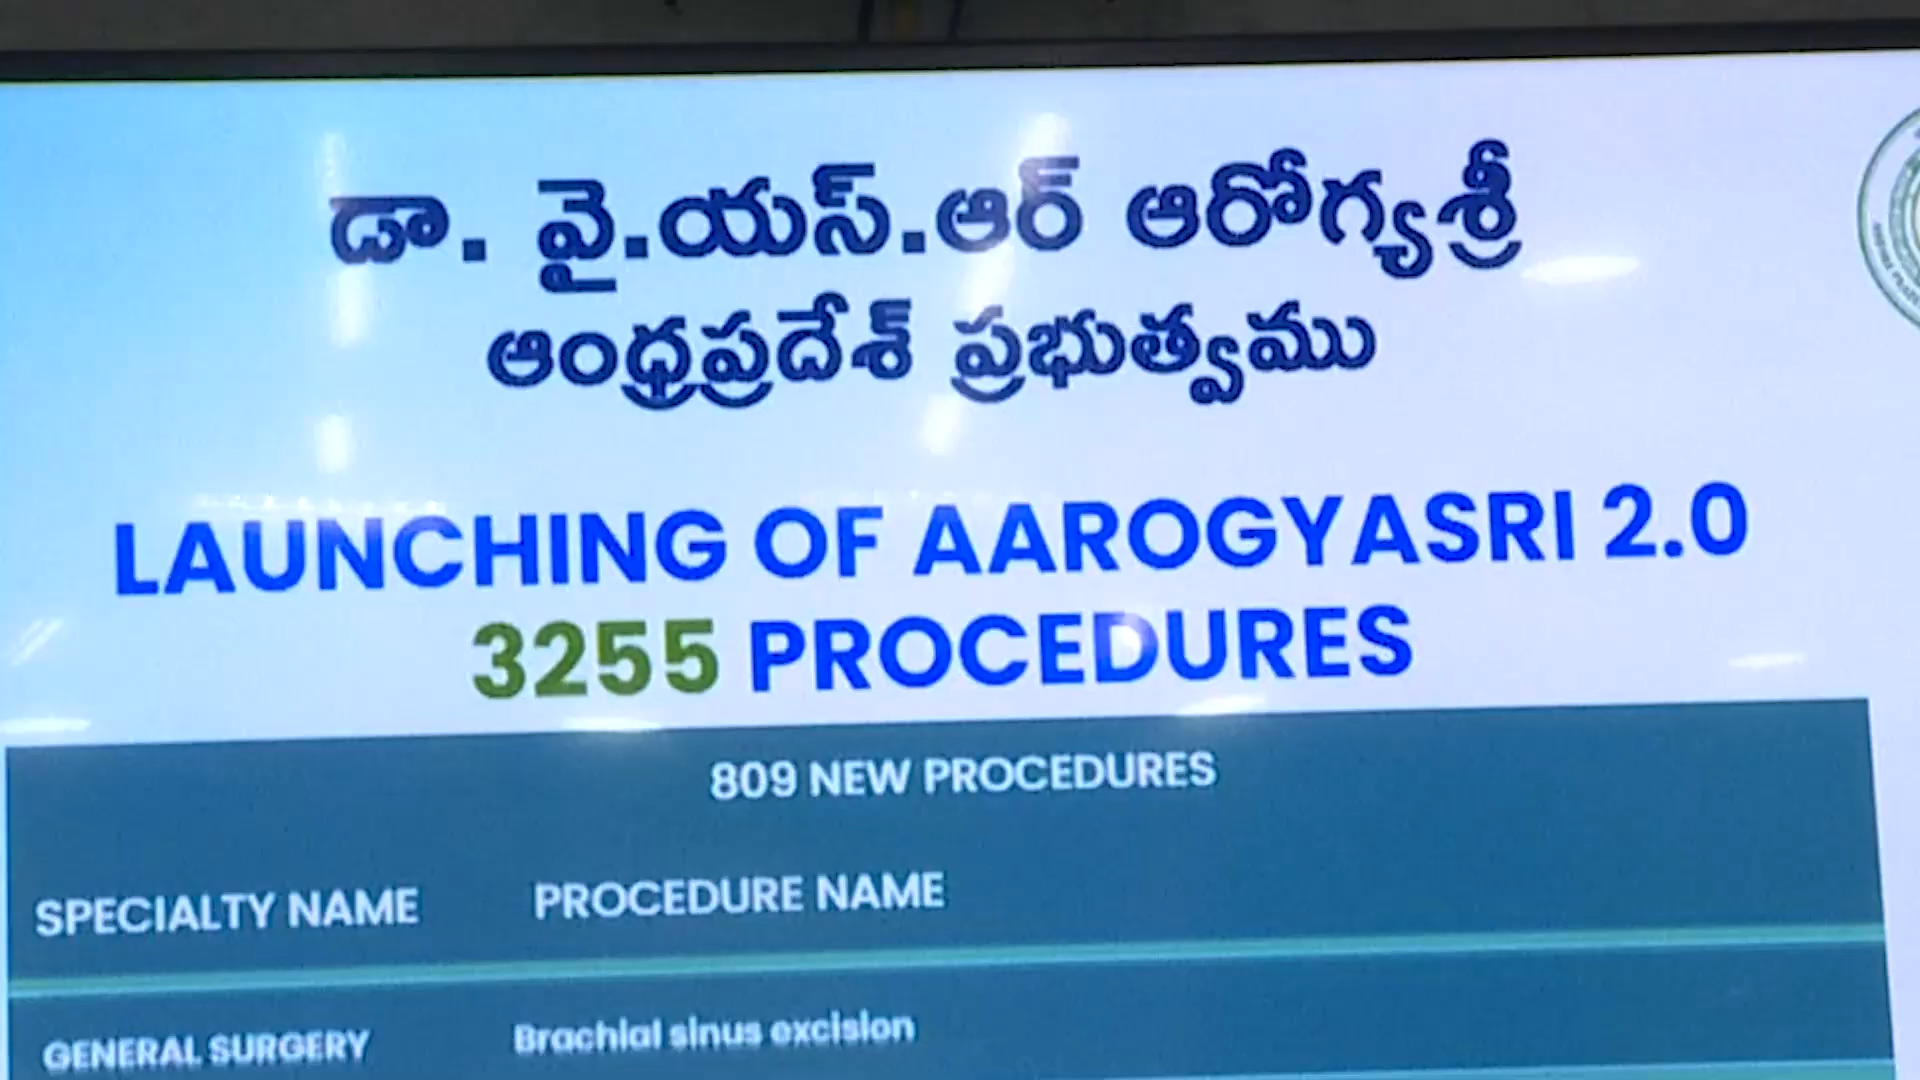 డా. వై.యస్.ఆర్ ఆరోగ్యశ్రీ
ఆంధ్రప్రదేశ్ ప్రభుత్వము
LAUNCHING OF AAROGYASRI 2.0
3255 PROCEDURES
809 NEW PROCEDURES
SPECIALTY NAME PROCEDURE NAME
GENERAL SURGERY Brachial sinus excision